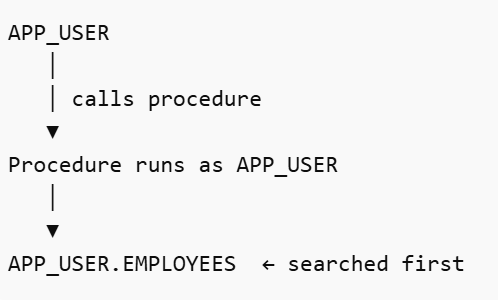 APP_USER
│
│ calls procedure
▼
Procedure runs as APP_USER
│
▼
APP_USER.EMPLOYEES ← searched first